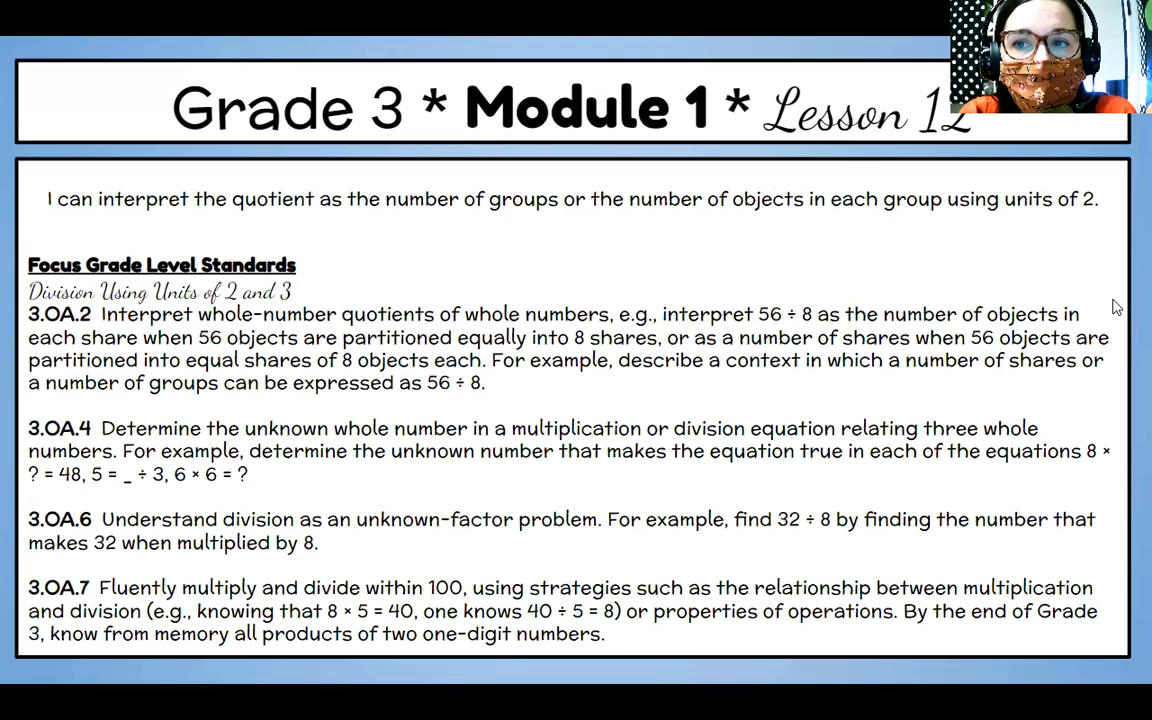 Grade 3 * Module 1 * Lesson 12
I can interpret the quotient as the number of groups or the number of objects in each group using units of 2.
Focus Grade Level Standards
Division Using Units of 2 and 3
3.OA.2 Interpret whole-number quotients of whole numbers, e.g., interpret 56 ÷ 8 as the number of objects in
each share when 56 objects are partitioned equally into 8 shares, or as a number of shares when 56 objects are
partitioned into equal shares of 8 objects each. For example, describe a context in which a number of shares or
a number of groups can be expressed as 56 ÷ 8.
3.OA.4 Determine the unknown whole number in a multiplication or division equation relating three whole
numbers. For example, determine the unknown number that makes the equation true in each of the equations 8 ×
? = 48, 5 = _ ÷ 3, 6 × 6 = ?
3.OA.6 Understand division as an unknown-factor problem. For example, find 32 ÷ 8 by finding the number that
makes 32 when multiplied by 8.
3.OA.7 Fluently multiply and divide within 100, using strategies such as the relationship between multiplication
and division (e.g., knowing that 8 × 5 = 40, one knows 40 ÷ 5 = 8) or properties of operations. By the end of Grade
3, know from memory all products of two one-digit numbers.